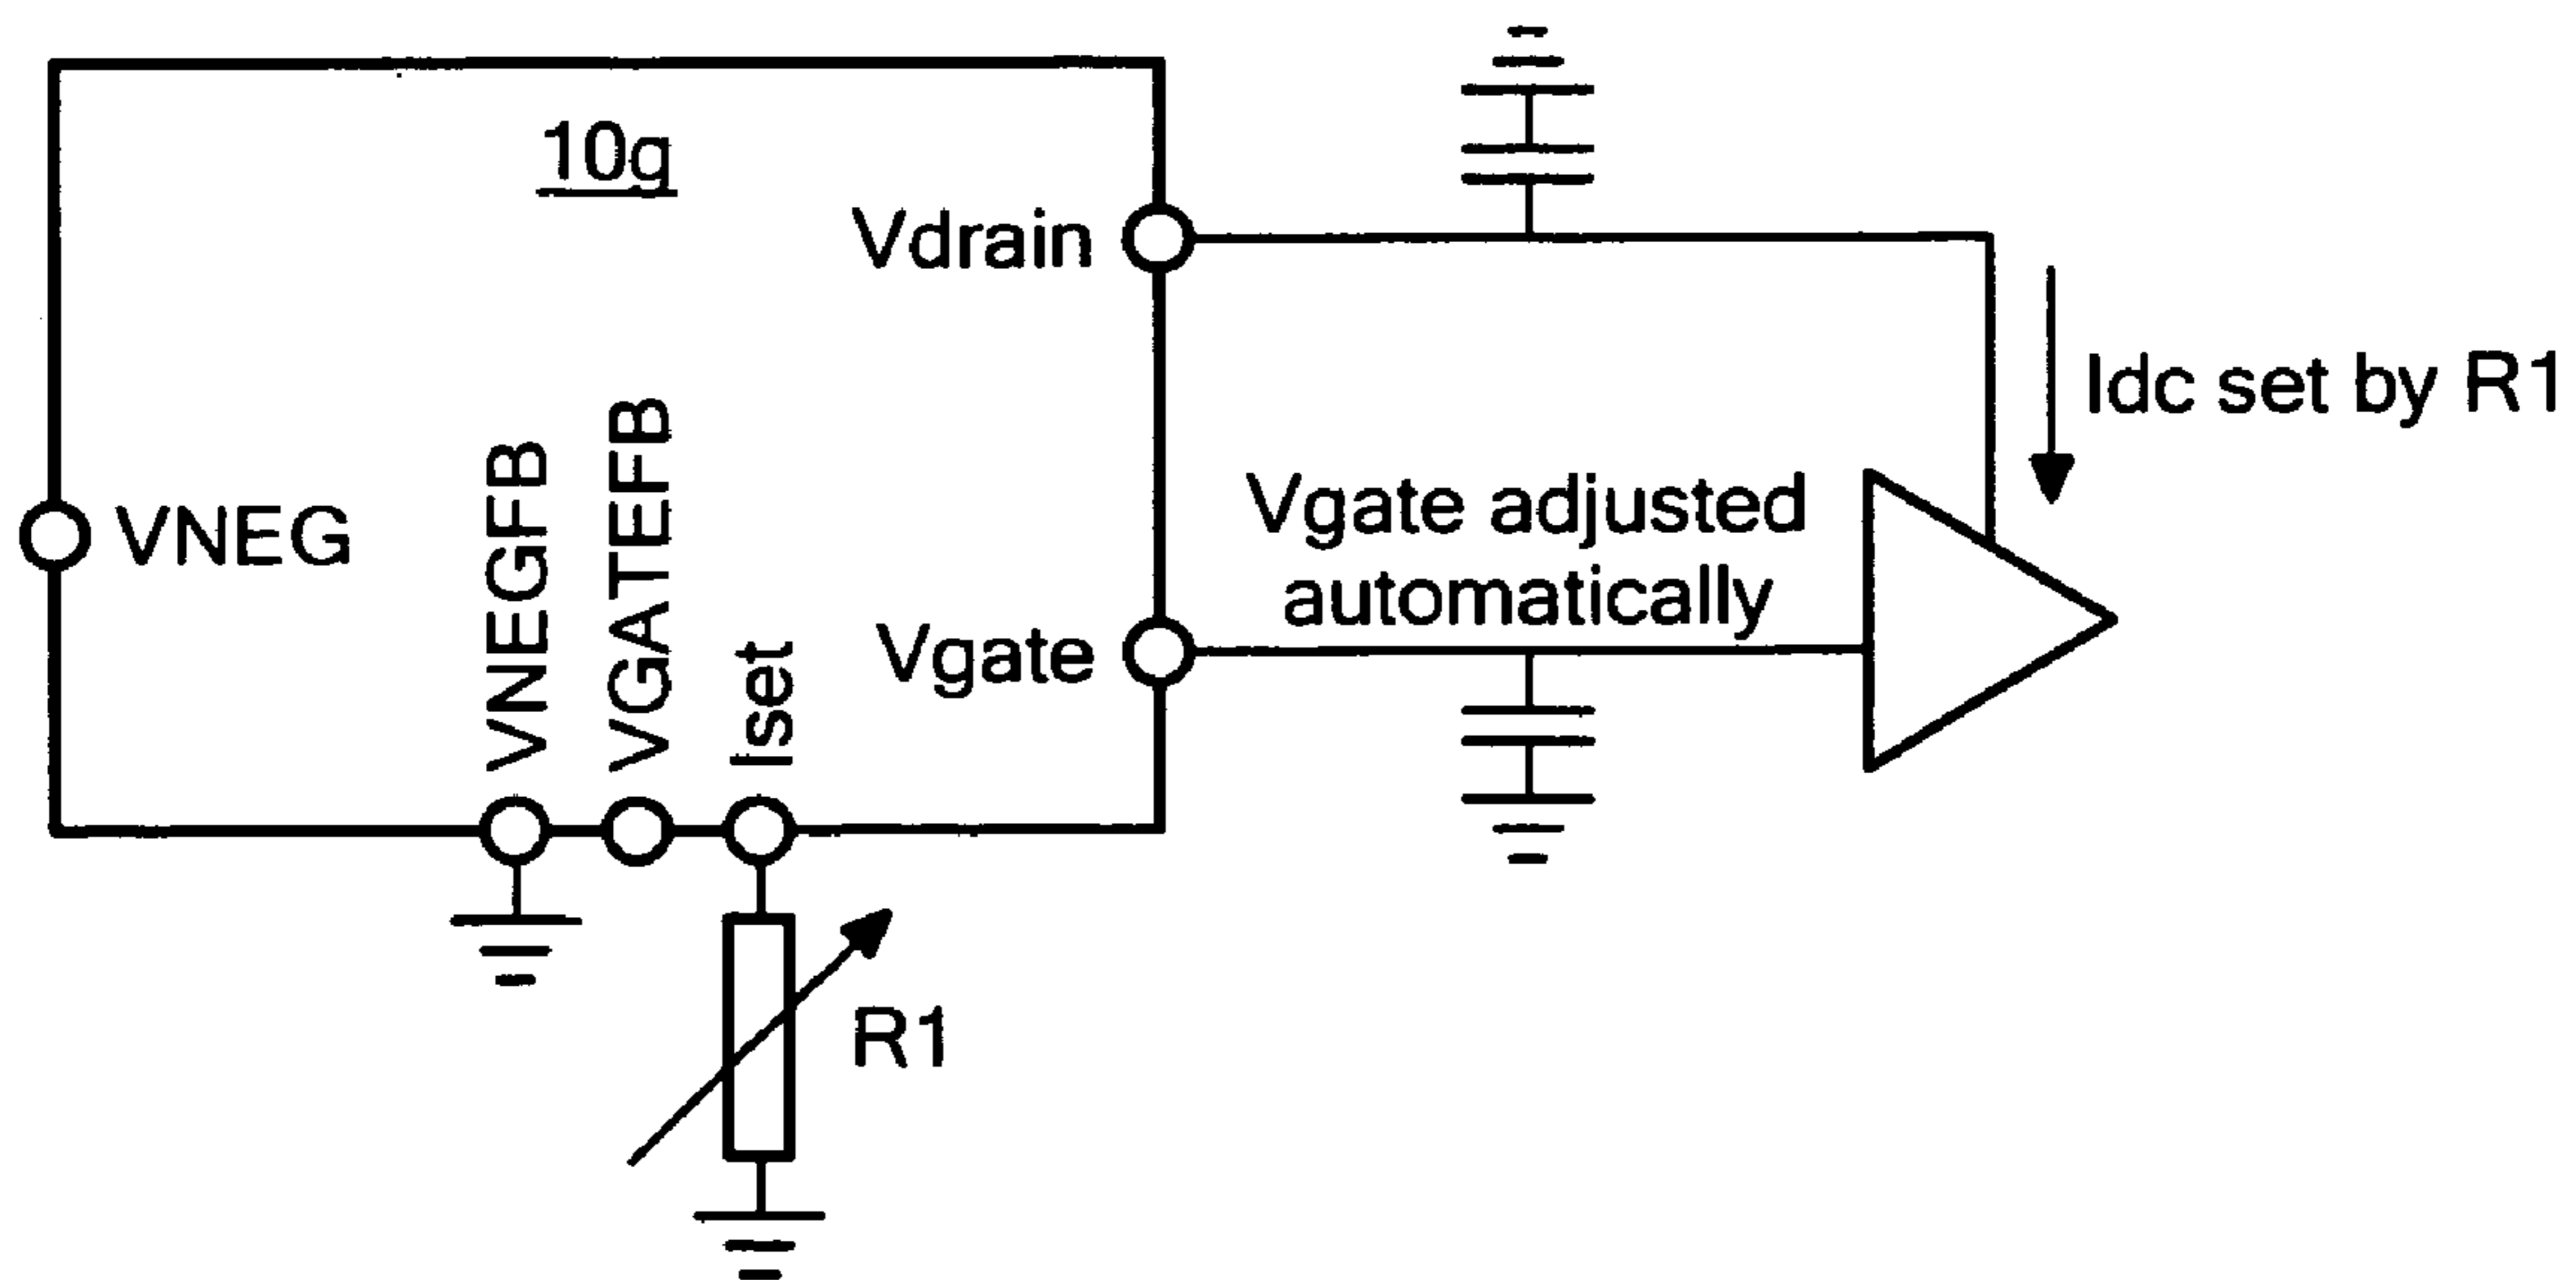 10g
Vdrain
Idc set by R1
VNEG
VNEGFB
VGATEFB
Iset
Vgate
Vgate adjusted
automatically
R1